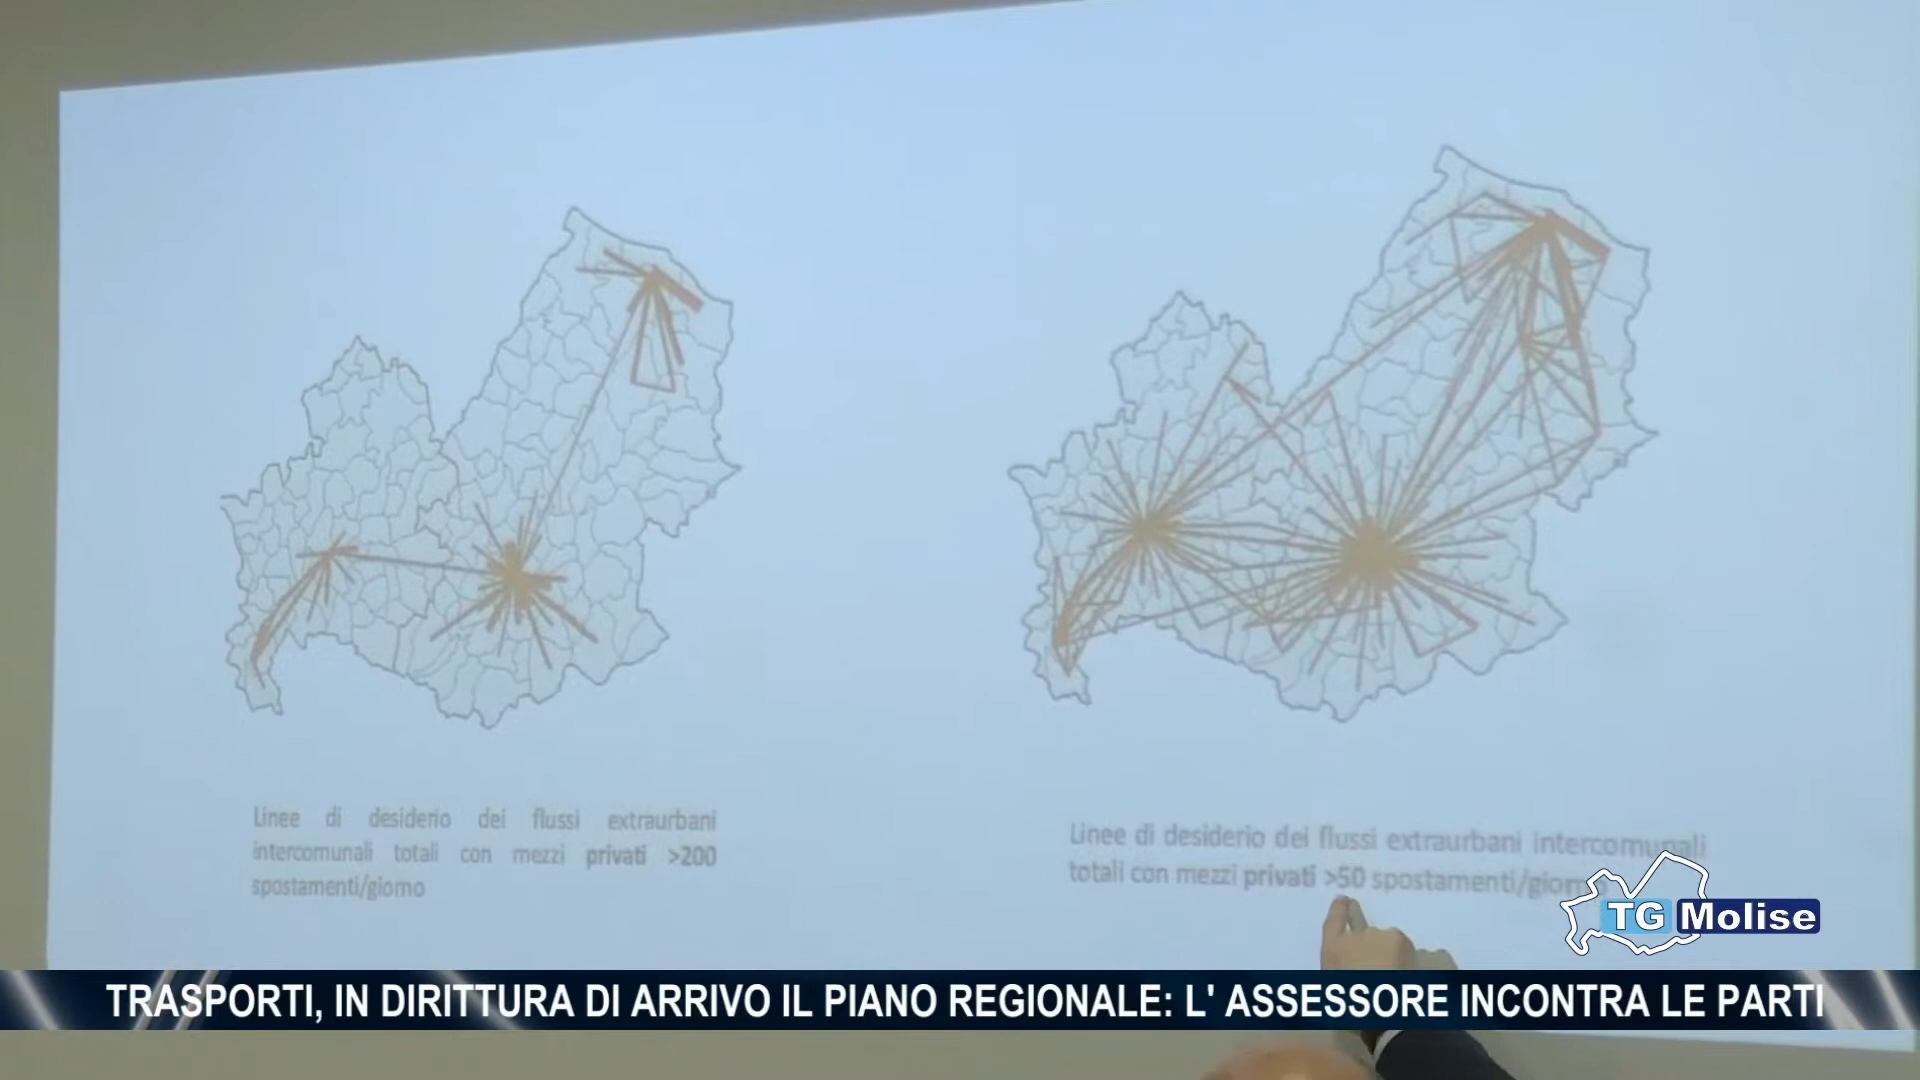 Linee di desiderio dei flussi extraurbani
intercomunali totali con mezzi privati >200
spostamenti/giorno
Linee di desiderio dei flussi extraurbani intercomunali
totali con mezzi privati >50 spostamenti/giorno
TG Molise
TRASPORTI, IN DIRITTURA DI ARRIVO IL PIANO REGIONALE: L' ASSESSORE INCONTRA LE PARTI